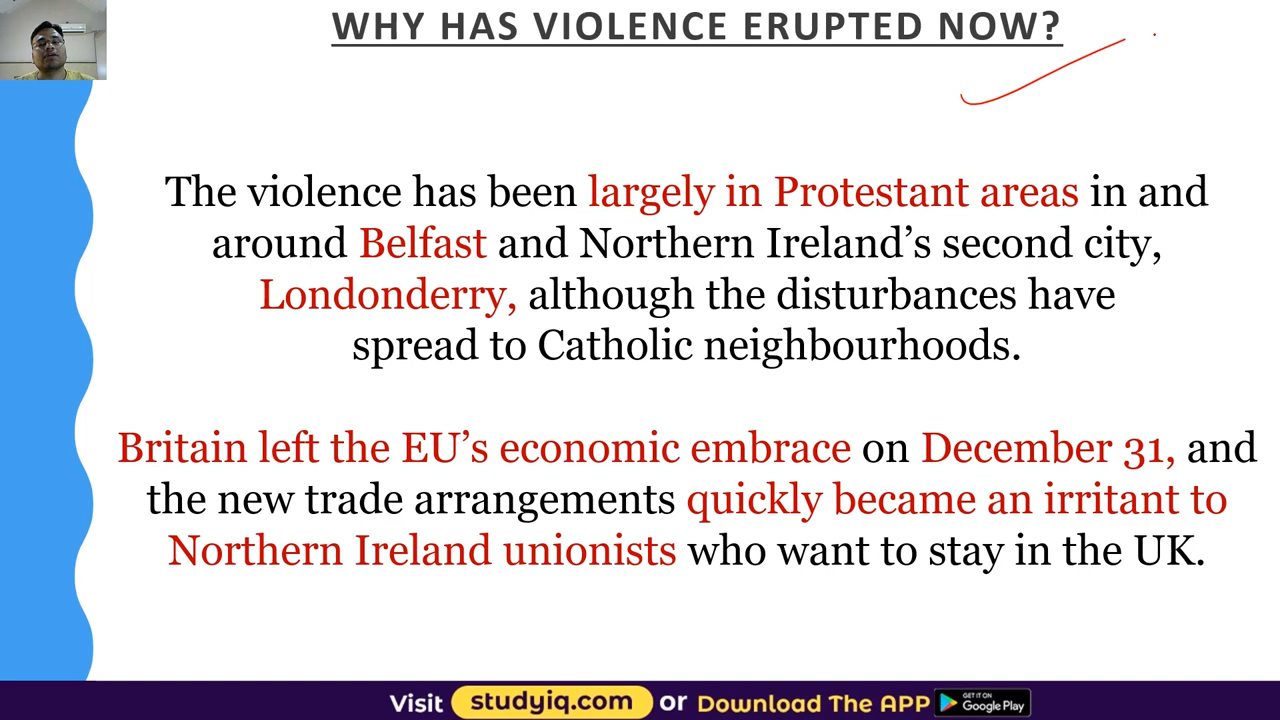 WHY HAS VIOLENCE ERUPTED NOW?
The violence has been largely in Protestant areas in and
around Belfast and Northern Ireland’s second city,
Londonderry, although the disturbances have
spread to Catholic neighbourhoods.
Britain left the EU’s economic embrace on December 31, and
the new trade arrangements quickly became an irritant to
Northern Ireland unionists who want to stay in the UK.
Visit studyiq.com or Download The APP GET IT ON Google Play